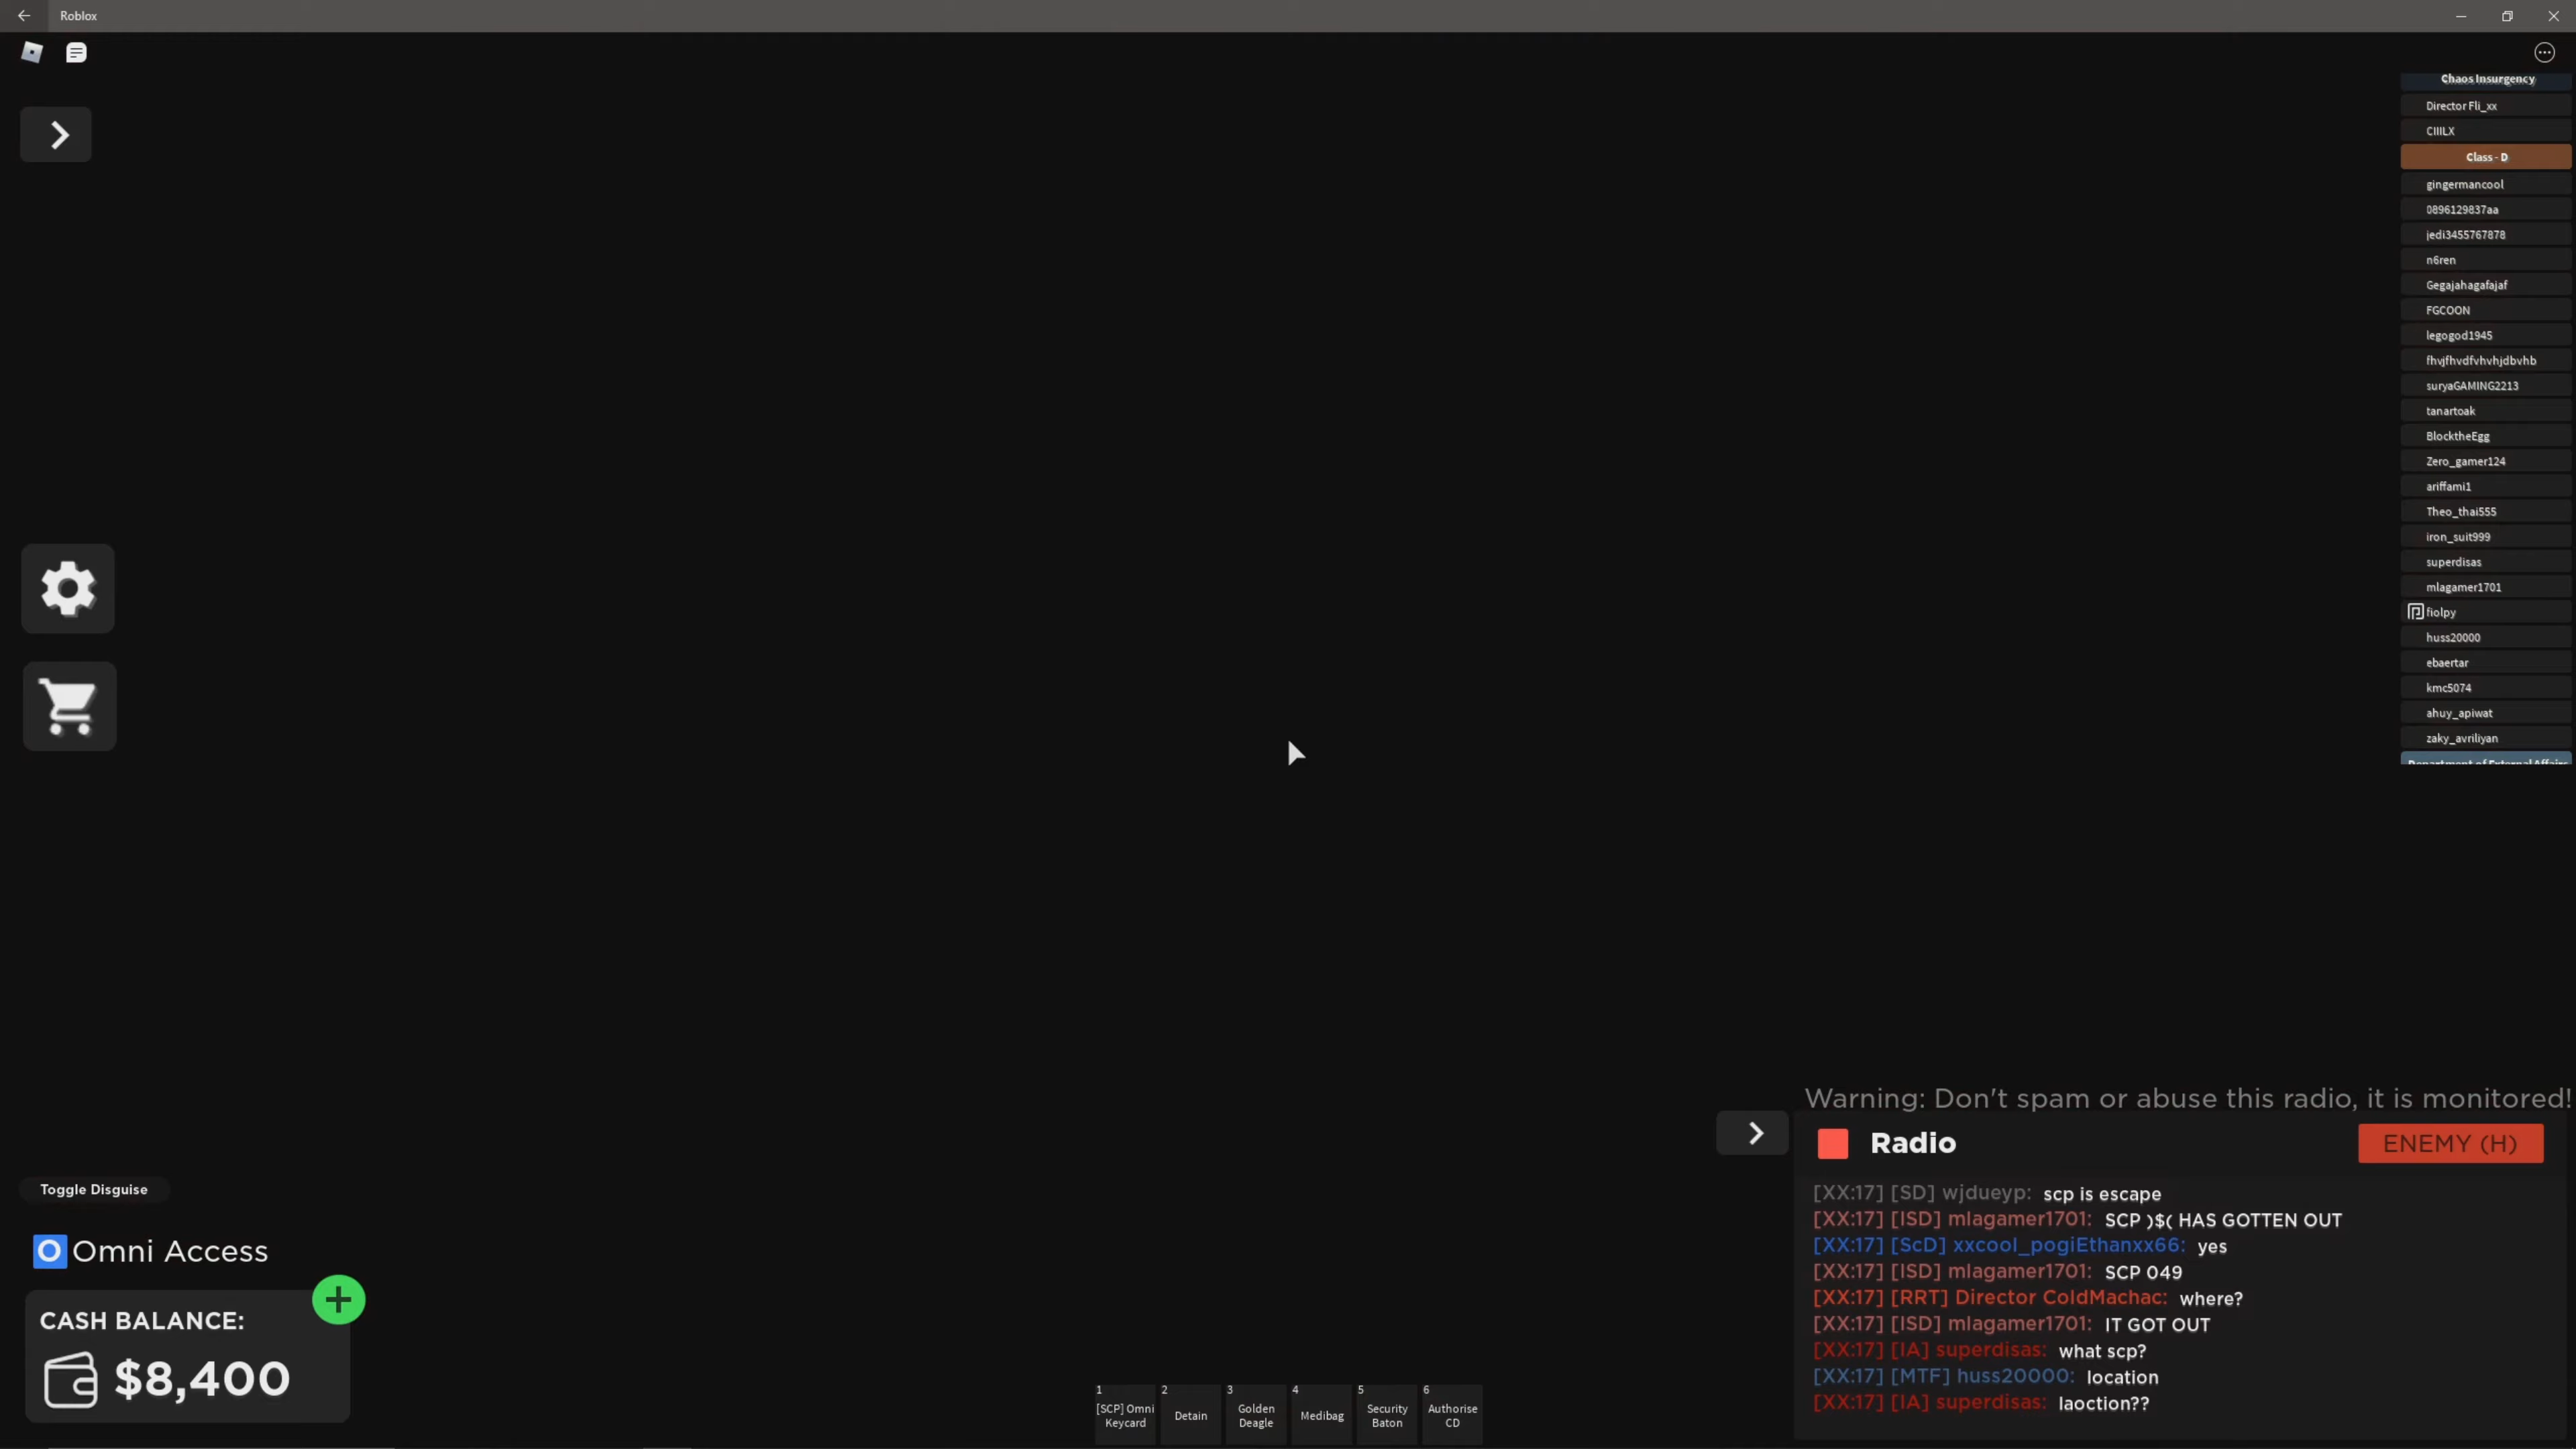 Roblox
Chaos Insurgency
Director Fli_xx
CIIILX
Class - D
gingermancool
0896129837aa
jedi3455767878
n6ren
Gegajahagafajaf
FGCOON
legogod1945
fhvjfhvdfvhvhjdbvhb
suryaGAMING2213
tanartoak
BlocktheEgg
Zero_gamer124
ariffami1
Theo_thai555
iron_suit999
superdisas
mlagamer1701
fiolpy
huss20000
ebaertar
kmc5074
ahuy_apiwat
zaky_avriliyan
Department of External Affairs
Warning: Don't spam or abuse this radio, it is monitored!
Radio
ENEMY (H)
[XX:17] [SD] wjdueyp: scp is escape
[XX:17] [ISD] mlagamer1701: SCP )$( HAS GOTTEN OUT
[XX:17] [ScD] xxcool_pogiEthanxx66: yes
[XX:17] [ISD] mlagamer1701: SCP 049
[XX:17] [RRT] Director ColdMachac: where?
[XX:17] [ISD] mlagamer1701: IT GOT OUT
[XX:17] [IA] superdisas: what scp?
[XX:17] [MTF] huss20000: location
[XX:17] [IA] superdisas: laoction??
Toggle Disguise
Omni Access
CASH BALANCE:
$8,400
1
[SCP] Omni
Keycard
2
Detain
3
Golden
Deagle
4
Medibag
5
Security
Baton
6
Authorise
CD